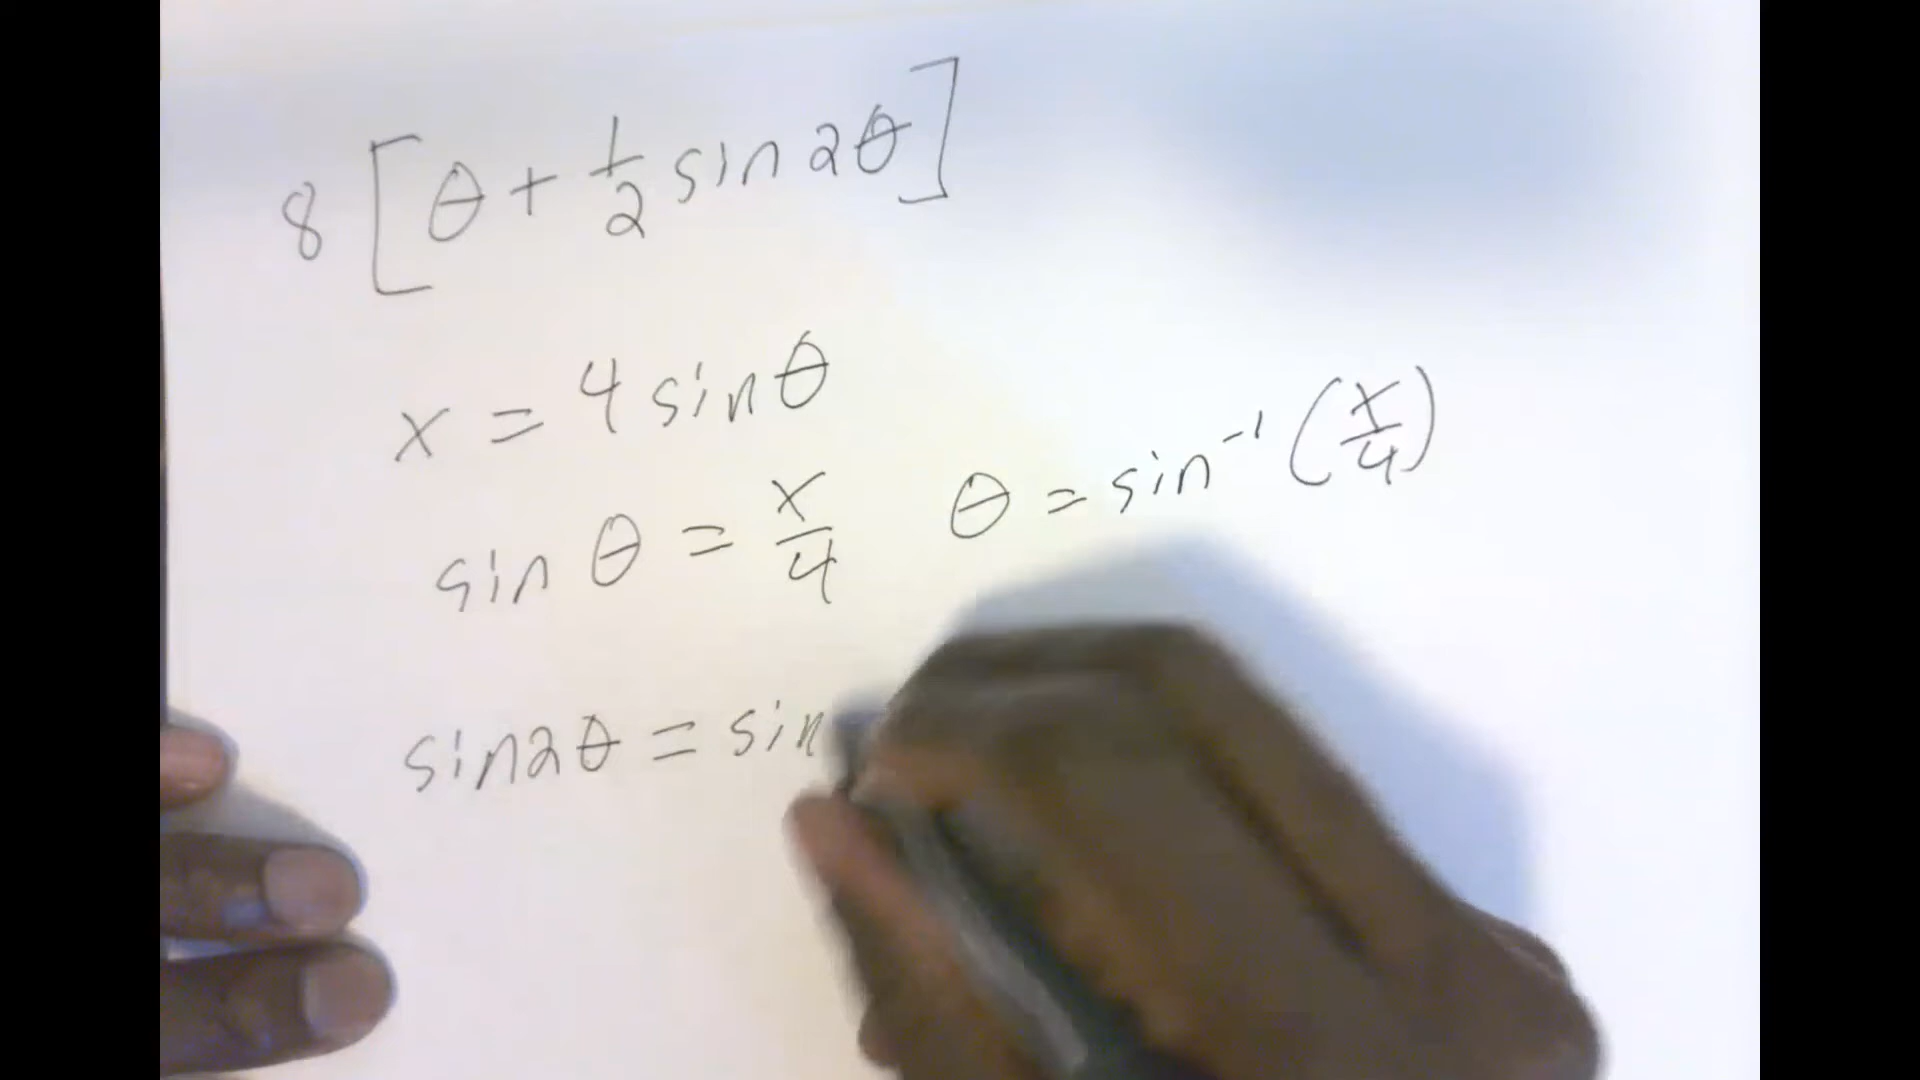 8 [θ + 1/2 sin 2θ]
x = 4 sin θ
sin θ = x/4 θ = sin⁻¹ (x/4)
sin 2θ = sin